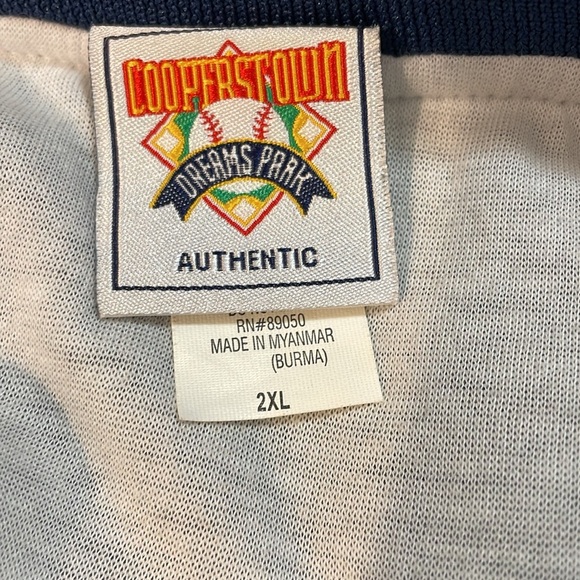 COOPERSTOWN
DREAMS PARK
AUTHENTIC
RN#89050
MADE IN MYANMAR
(BURMA)
2XL